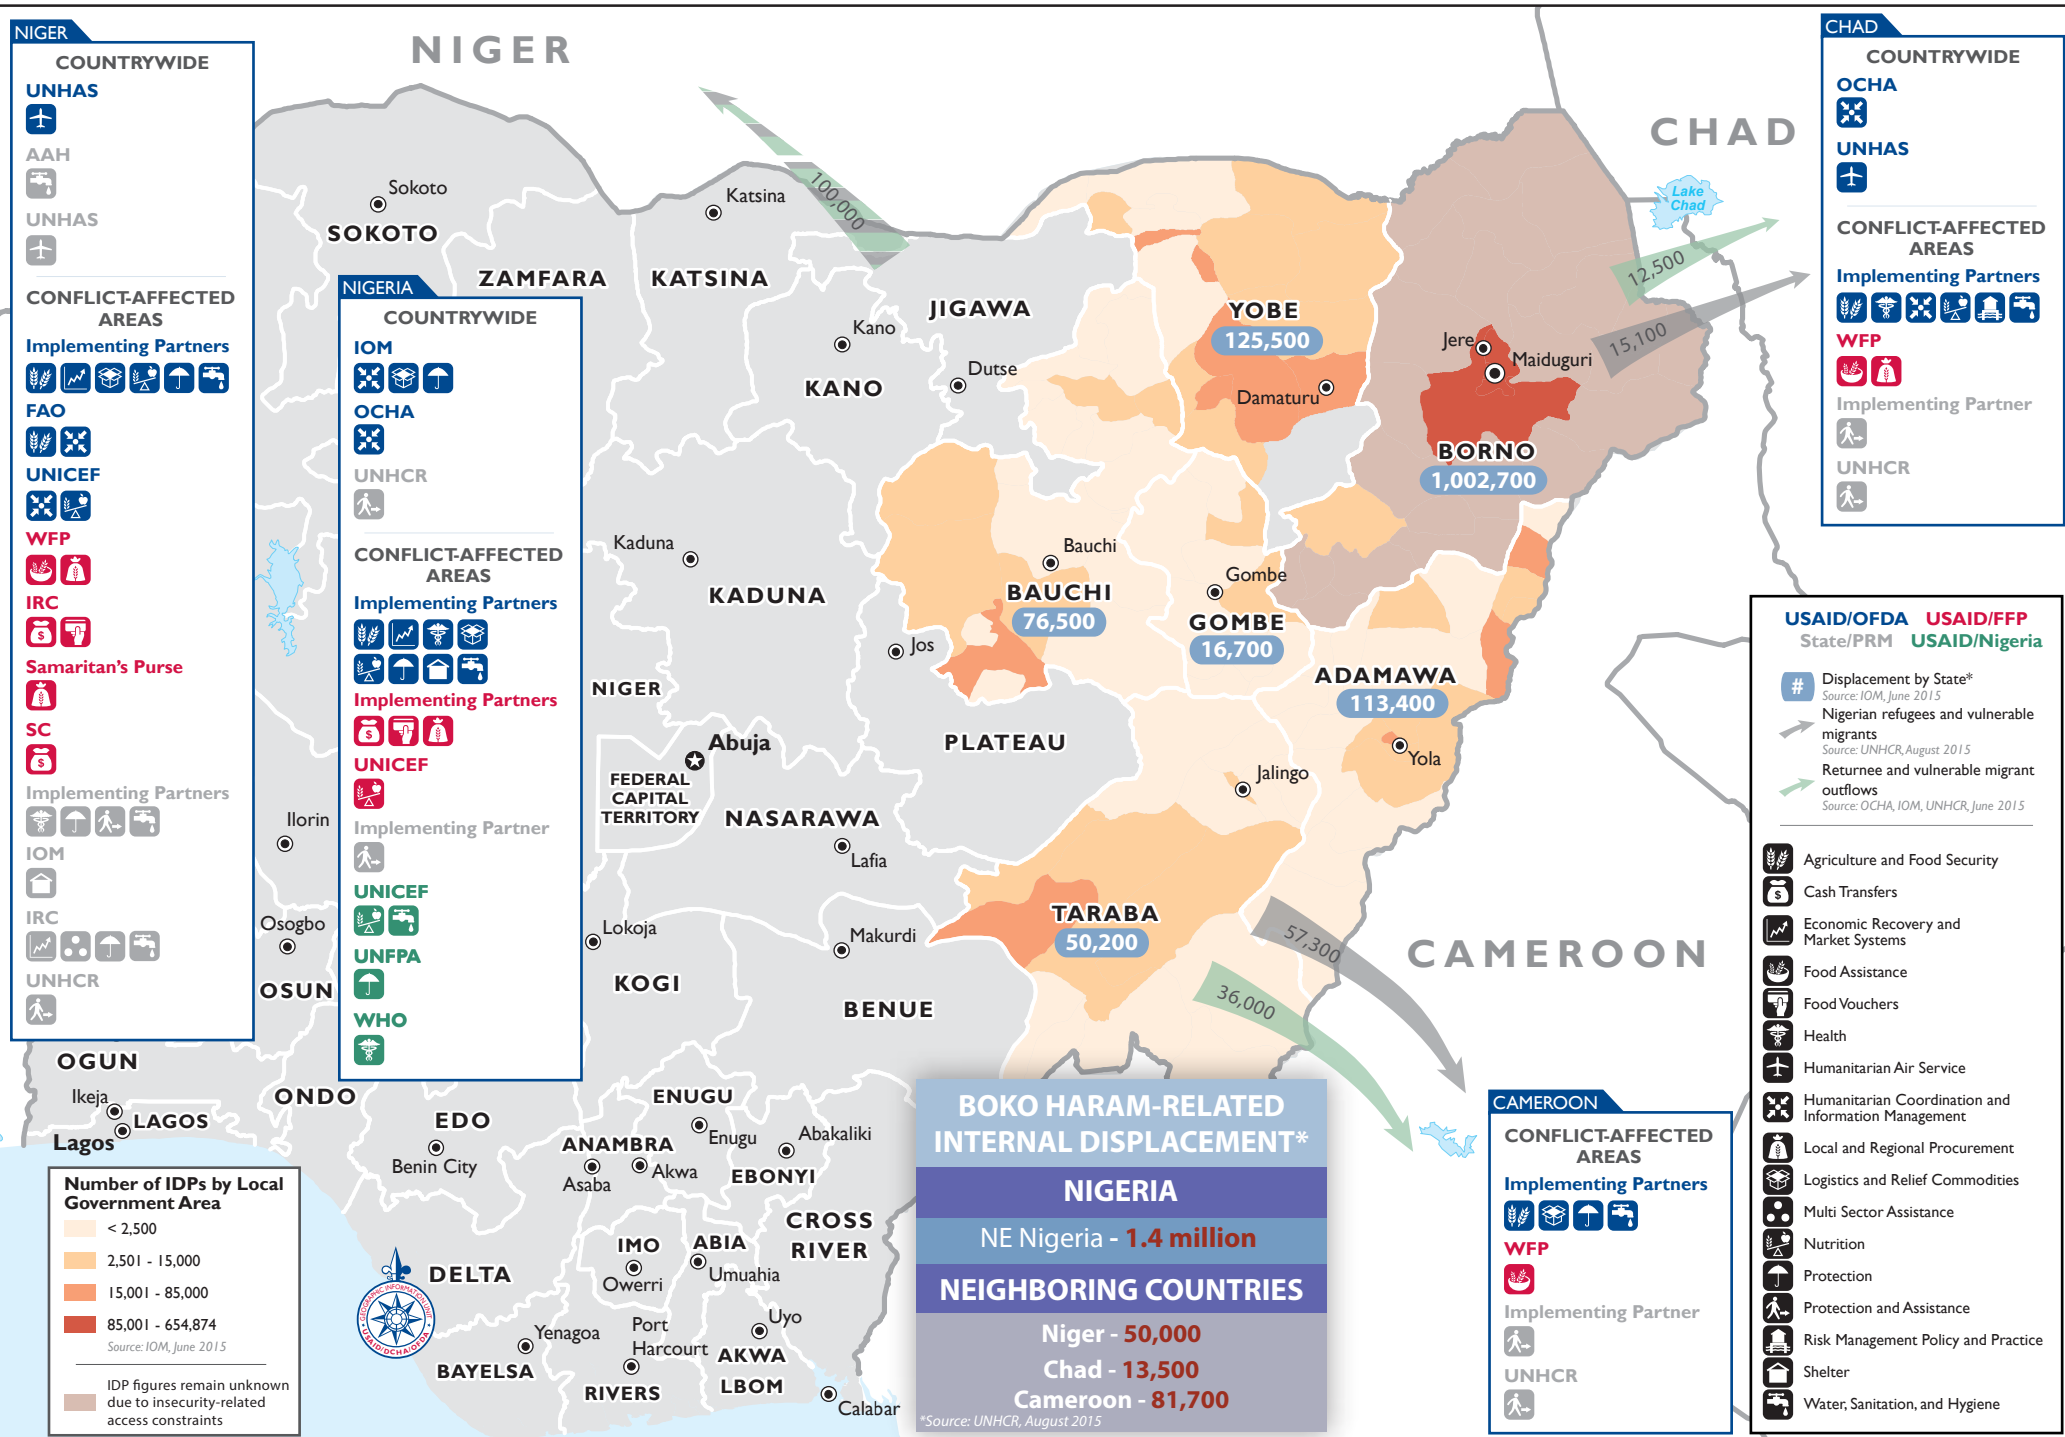 NIGER
COUNTRYWIDE
UNHAS
AAH
UNHAS
CONFLICT-AFFECTED
AREAS
Implementing Partners
FAO
UNICEF
WFP
IRC
$
Samaritan's Purse
SC
$
Implementing Partners
IOM
IRC
UNHCR
NIGERIA
COUNTRYWIDE
IOM
OCHA
UNHCR
CONFLICT-AFFECTED
AREAS
Implementing Partners
Implementing Partners
$
UNICEF
Implementing Partner
UNICEF
UNFPA
WHO
CHAD
COUNTRYWIDE
OCHA
UNHAS
CONFLICT-AFFECTED
AREAS
Implementing Partners
WFP
Implementing Partner
UNHCR
CAMEROON
CONFLICT-AFFECTED
AREAS
Implementing Partners
WFP
Implementing Partner
UNHCR
NIGER
CHAD
CAMEROON
Lake
Chad
100,000
12,500
15,100
57,300
36,000
Sokoto
SOKOTO
ZAMFARA
Katsina
KATSINA
JIGAWA
Kano
KANO
Dutse
YOBE
125,500
Damaturu
Jere
Maiduguri
BORNO
1,002,700
Kaduna
KADUNA
Bauchi
BAUCHI
76,500
Gombe
GOMBE
16,700
ADAMAWA
113,400
Yola
Jos
NIGER
PLATEAU
Abuja
FEDERAL
CAPITAL
TERRITORY
NASARAWA
Lafia
Jalingo
TARABA
50,200
Ilorin
Osogbo
OSUN
Lokoja
KOGI
Makurdi
BENUE
OGUN
Ikeja
LAGOS
Lagos
ONDO
EDO
Benin City
ENUGU
Enugu
ANAMBRA
Akwa
Asaba
Abakaliki
EBONYI
CROSS
RIVER
IMO
Owerri
ABIA
Umuahia
DELTA
Yenagoa
BAYELSA
Port
Harcourt
RIVERS
Uyo
AKWA
LBOM
Calabar
Number of IDPs by Local
Government Area
< 2,500
2,501 - 15,000
15,001 - 85,000
85,001 - 654,874
Source: IOM, June 2015
IDP figures remain unknown
due to insecurity-related
access constraints
GEOGRAPHIC INFORMATION UNIT
USAID/DCHA/OFDA
BOKO HARAM-RELATED
INTERNAL DISPLACEMENT*
NIGERIA
NE Nigeria - 1.4 million
NEIGHBORING COUNTRIES
Niger - 50,000
Chad - 13,500
Cameroon - 81,700
*Source: UNHCR, August 2015
USAID/OFDA USAID/FFP
State/PRM USAID/Nigeria
# Displacement by State*
Source: IOM, June 2015
Nigerian refugees and vulnerable
migrants
Source: UNHCR, August 2015
Returnee and vulnerable migrant
outflows
Source: OCHA, IOM, UNHCR, June 2015
Agriculture and Food Security
$ Cash Transfers
Economic Recovery and
Market Systems
Food Assistance
Food Vouchers
Health
Humanitarian Air Service
Humanitarian Coordination and
Information Management
Local and Regional Procurement
Logistics and Relief Commodities
Multi Sector Assistance
Nutrition
Protection
Protection and Assistance
Risk Management Policy and Practice
Shelter
Water, Sanitation, and Hygiene